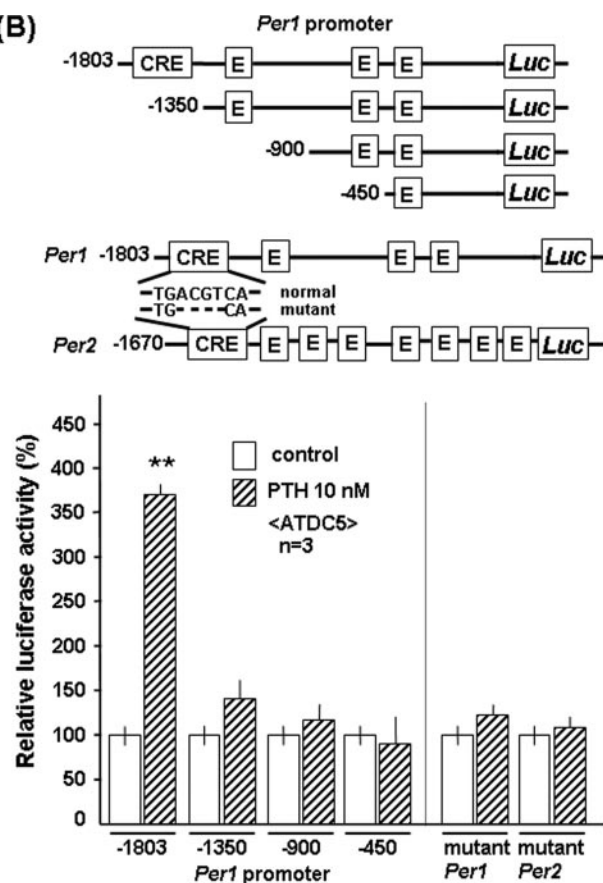 (B)
Per1 promoter
-1803 CRE E E E Luc
-1350 E E E Luc
-900 E E Luc
-450 E Luc
Per1 -1803 CRE E E E Luc
TGACGTCA normal
TG----CA mutant
Per2 -1670 CRE E E E E E E E Luc
Relative luciferase activity (%)
450
400
350
300
250
200
150
100
50
0
**
control
PTH 10 nM
<ATDC5>
n=3
-1803 -1350 -900 -450
Per1 promoter
mutant mutant
Per1 Per2